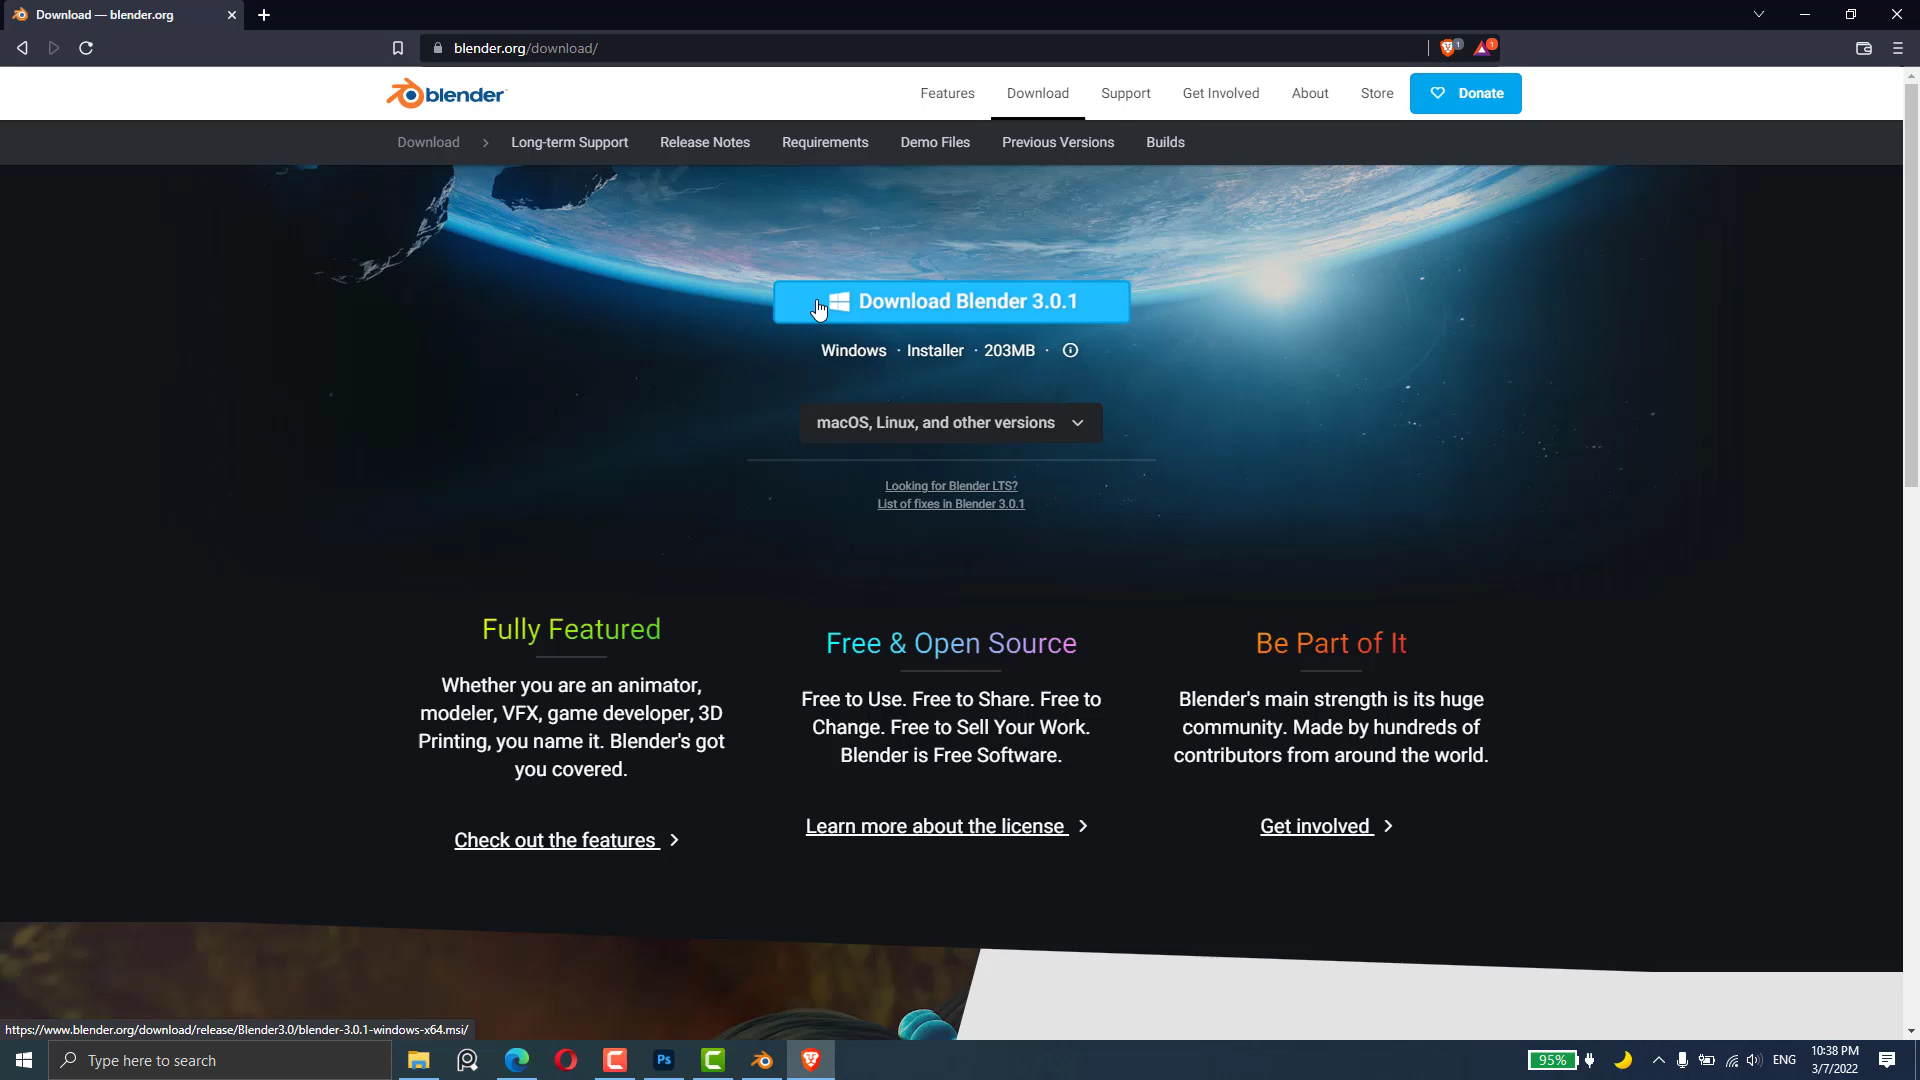 Download — blender.org
blender.org/download/
1
1
blender
Features
Download
Support
Get Involved
About
Store
Donate
Download
Long-term Support
Release Notes
Requirements
Demo Files
Previous Versions
Builds
Download Blender 3.0.1
Windows · Installer · 203MB ·
macOS, Linux, and other versions
Looking for Blender LTS?
List of fixes in Blender 3.0.1
Fully Featured
Whether you are an animator,
modeler, VFX, game developer, 3D
Printing, you name it. Blender's got
you covered.
Check out the features
Free & Open Source
Free to Use. Free to Share. Free to
Change. Free to Sell Your Work.
Blender is Free Software.
Learn more about the license
Be Part of It
Blender's main strength is its huge
community. Made by hundreds of
contributors from around the world.
Get involved
https://www.blender.org/download/release/Blender3.0/blender-3.0.1-windows-x64.msi/
Type here to search
Ps
95%
ENG
10:38 PM
3/7/2022